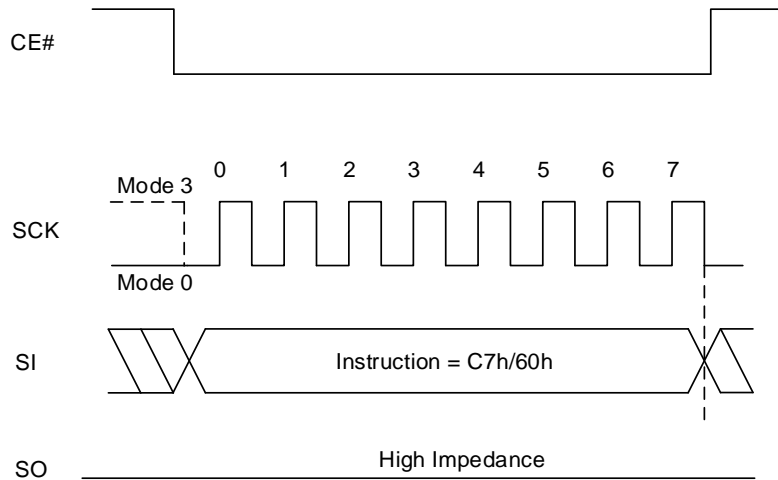 CE#
0 1 2 3 4 5 6 7
Mode 3
SCK
Mode 0
SI
Instruction = C7h/60h
High Impedance
SO